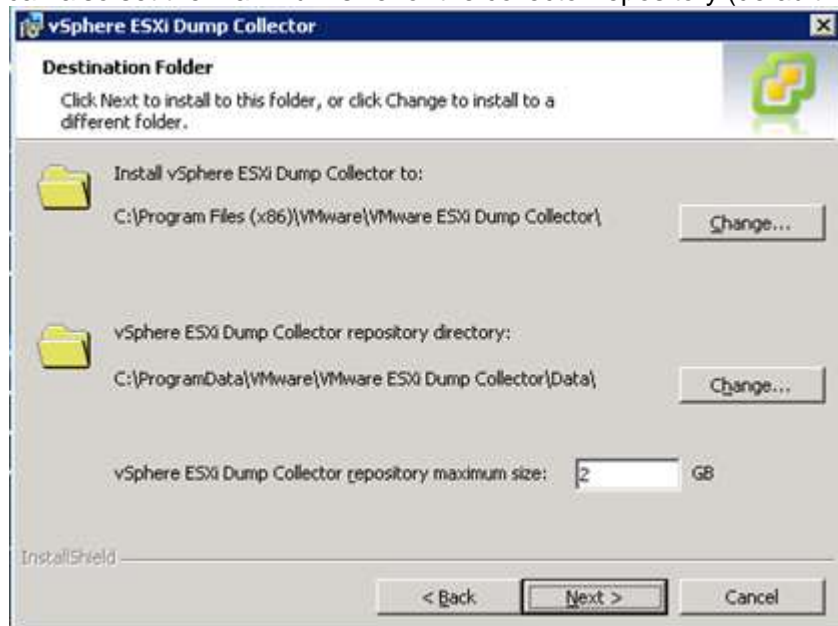 vSphere ESXi Dump Collector
Destination Folder
Click Next to install to this folder, or click Change to install to a
different folder.
Install vSphere ESXi Dump Collector to:
C:\Program Files (x86)\VMware\VMware ESXi Dump Collector\
Change...
vSphere ESXi Dump Collector repository directory:
C:\ProgramData\VMware\VMware ESXi Dump Collector\Data\
Change...
vSphere ESXi Dump Collector repository maximum size: 2 GB
InstallShield
< Back Next > Cancel